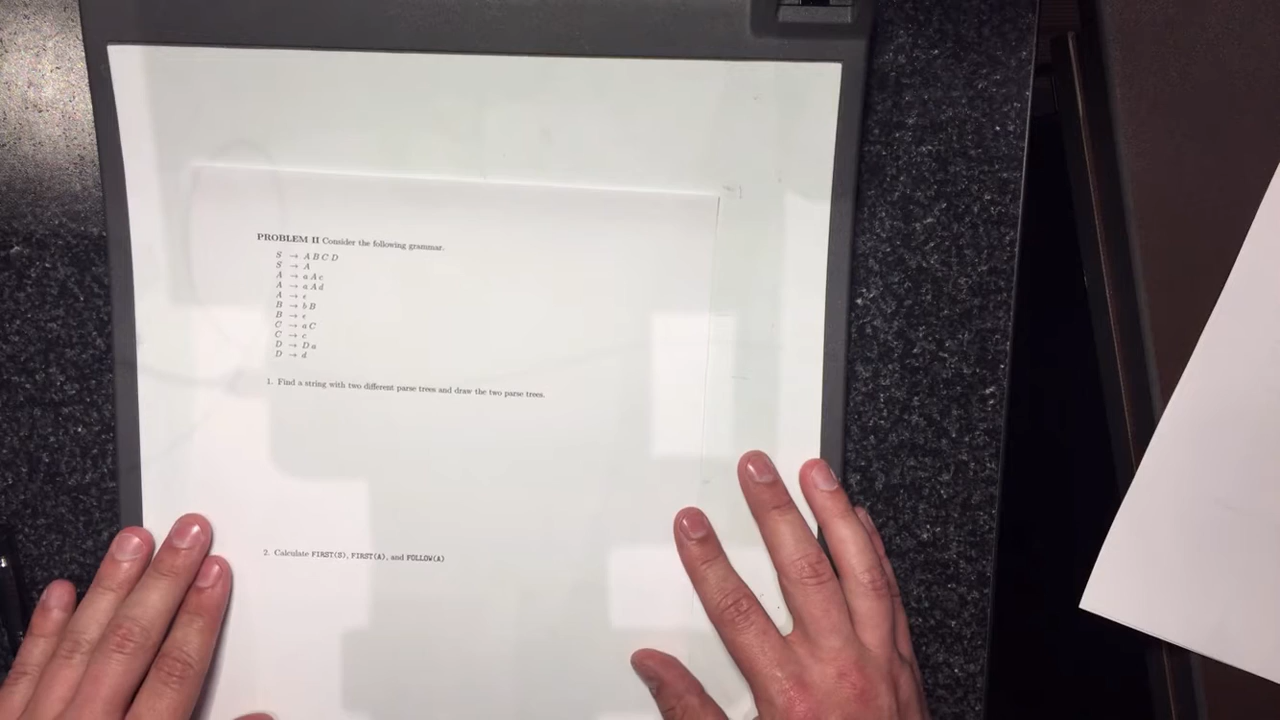 PROBLEM II Consider the following grammar.
S → A B C D
S → A
A → a A c
A → a A d
A → ϵ
B → b B
B → ϵ
C → a C
C → c
D → D a
D → d
1. Find a string with two different parse trees and draw the two parse trees.
2. Calculate FIRST(S), FIRST(A), and FOLLOW(A)